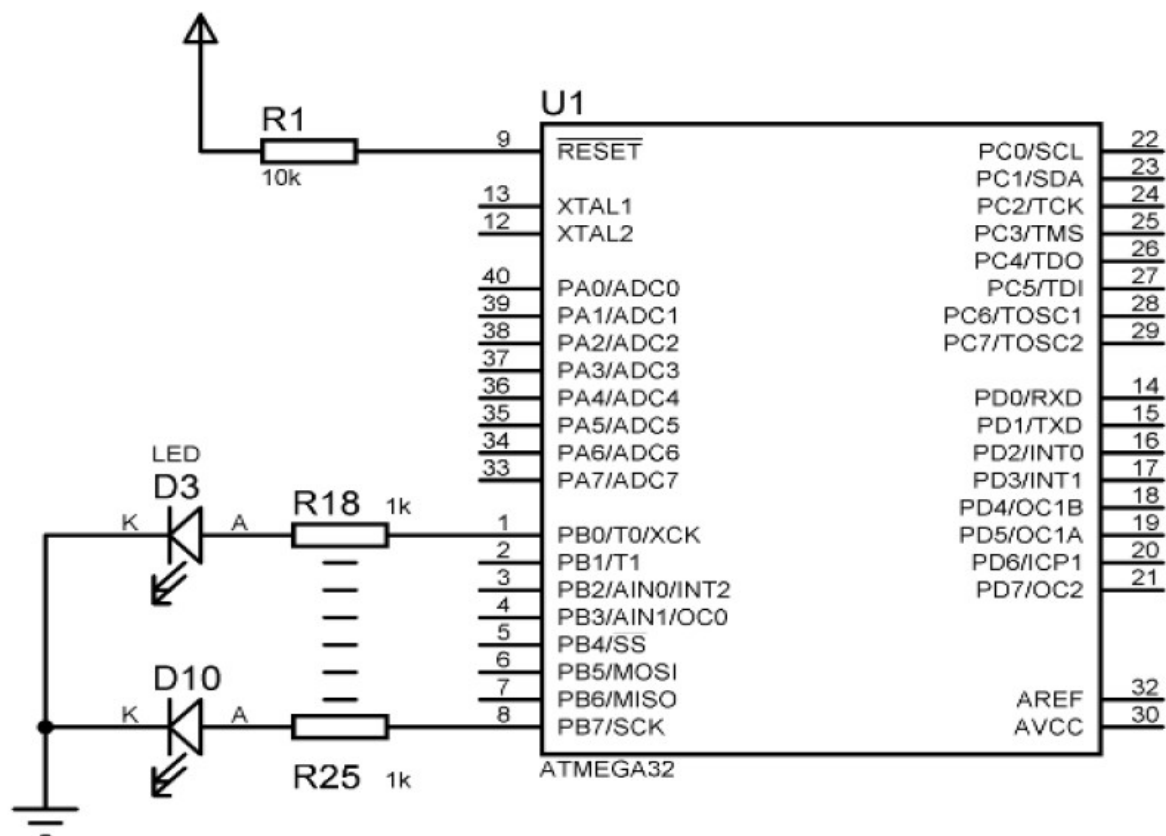 U1
R1
10k
9
RESET
13
XTAL1
12
XTAL2
40
PA0/ADC0
39
PA1/ADC1
38
PA2/ADC2
37
PA3/ADC3
36
PA4/ADC4
35
PA5/ADC5
34
PA6/ADC6
33
PA7/ADC7
LED
D3
K
A
R18
1k
1
PB0/T0/XCK
2
PB1/T1
3
PB2/AIN0/INT2
4
PB3/AIN1/OC0
5
PB4/SS
6
PB5/MOSI
7
PB6/MISO
8
PB7/SCK
D10
K
A
R25
1k
PC0/SCL
22
PC1/SDA
23
PC2/TCK
24
PC3/TMS
25
PC4/TDO
26
PC5/TDI
27
PC6/TOSC1
28
PC7/TOSC2
29
PD0/RXD
14
PD1/TXD
15
PD2/INT0
16
PD3/INT1
17
PD4/OC1B
18
PD5/OC1A
19
PD6/ICP1
20
PD7/OC2
21
AREF
32
AVCC
30
ATMEGA32